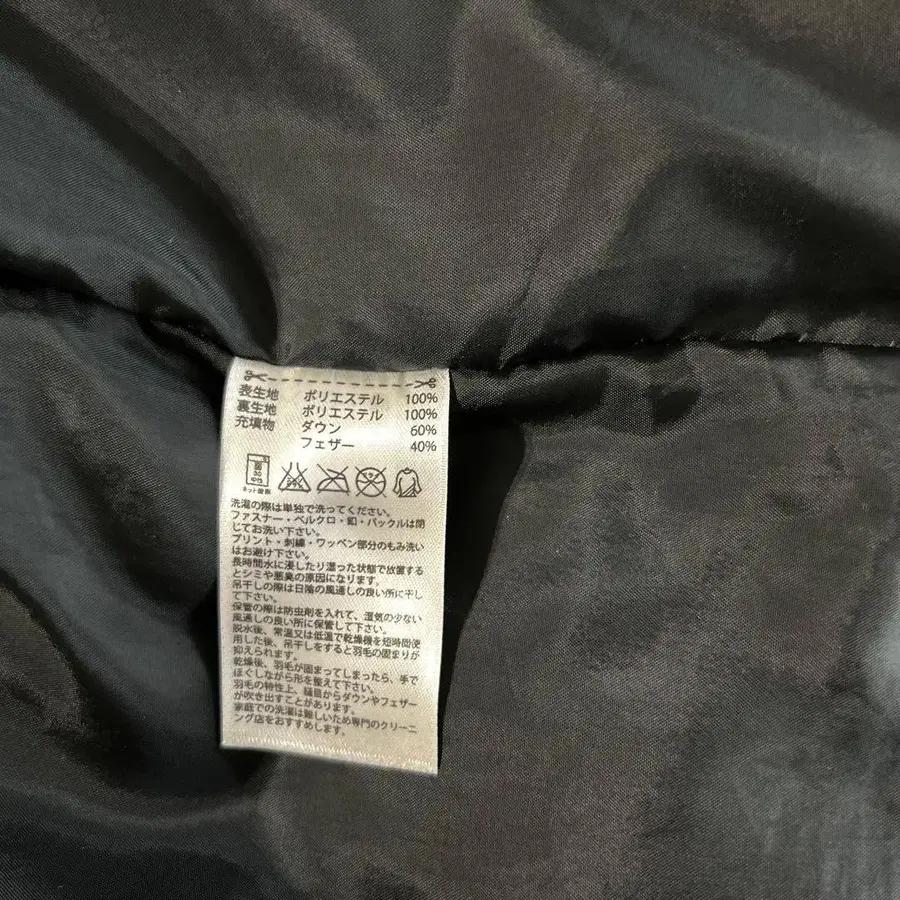 表生地 ポリエステル 100%
裏生地 ポリエステル 100%
充填物 ダウン 60%
フェザー 40%
洗濯の際は単独で洗ってください。
ファスナー・ベルクロ・釦・バックルは閉
じてお洗い下さい。
プリント・刺繍・ワッペン部分のもみ洗い
はお避け下さい。
長時間水に浸したり湿った状態で放置する
とシミや悪臭の原因になります。
吊干しの際は日陰の風通しの良い所に干し
て下さい。
保管の際は防虫剤を入れて、湿気の少ない
風通しの良い所に保管して下さい。
脱水後、常温又は低温で乾燥機を短時間使
用した後、吊干しをすると羽毛の固まりが
抑えられます。
乾燥後、羽毛が固まってしまったら、手で
ほぐしながら形を整えて下さい。
羽毛の特性上、縫目からダウンやフェザー
が吹き出すことがあります。
家庭での洗濯は難しいため専門のクリーニ
ング店をおすすめします。